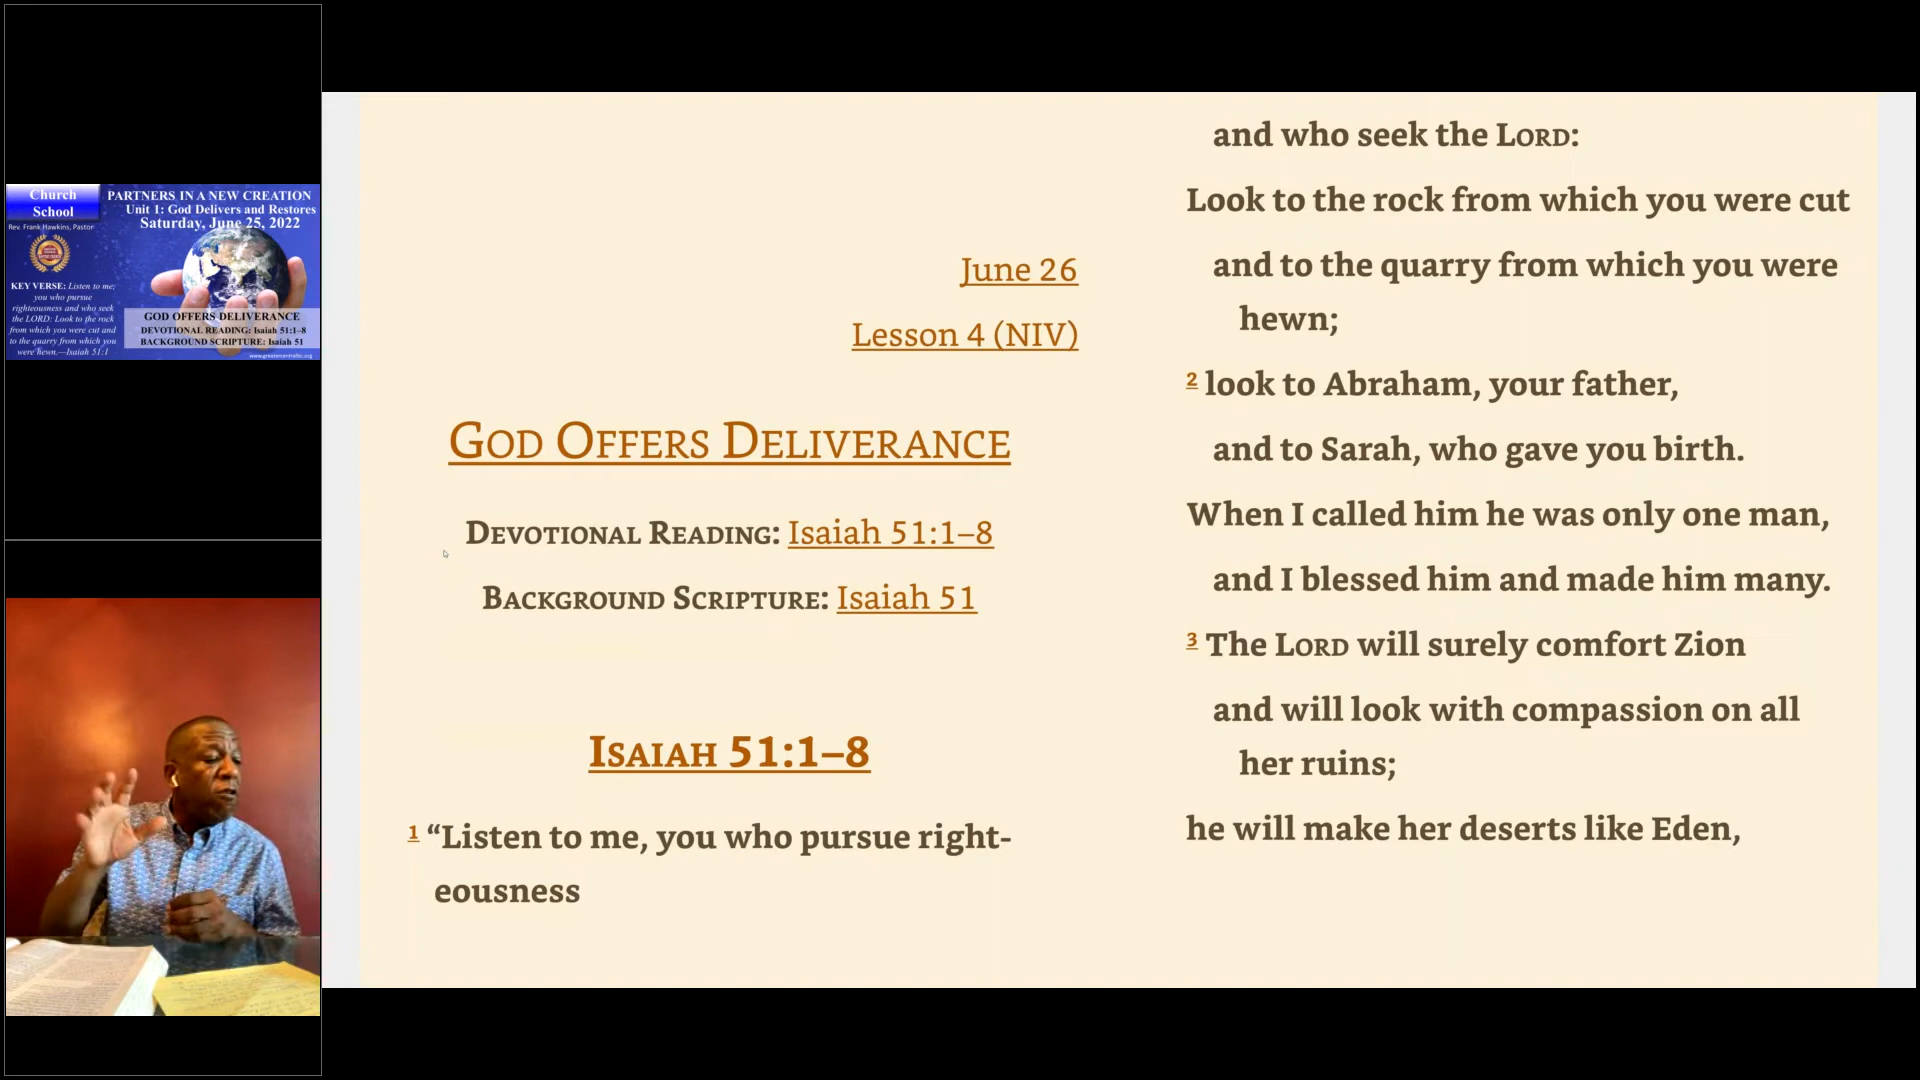 Church
School
Rev. Frank Hawkins, Pastor
PARTNERS IN A NEW CREATION
Unit 1: God Delivers and Restores
Saturday, June 25, 2022
KEY VERSE: Listen to me,
you who pursue
righteousness and who seek
the LORD: Look to the rock
from which you were cut and
to the quarry from which you
were hewn.—Isaiah 51:1
GOD OFFERS DELIVERANCE
DEVOTIONAL READING: Isaiah 51:1–8
BACKGROUND SCRIPTURE: Isaiah 51
June 26
Lesson 4 (NIV)
GOD OFFERS DELIVERANCE
DEVOTIONAL READING: Isaiah 51:1–8
BACKGROUND SCRIPTURE: Isaiah 51
ISAIAH 51:1–8
1 “Listen to me, you who pursue right-
eousness
and who seek the LORD:
Look to the rock from which you were cut
and to the quarry from which you were
hewn;
2 look to Abraham, your father,
and to Sarah, who gave you birth.
When I called him he was only one man,
and I blessed him and made him many.
3 The LORD will surely comfort Zion
and will look with compassion on all
her ruins;
he will make her deserts like Eden,